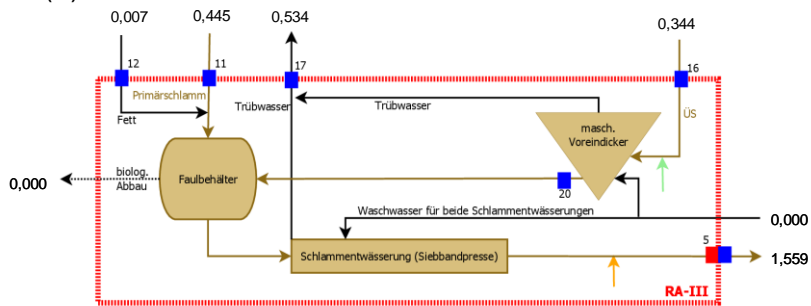 0,007
0,445
0,534
0,344
12
11
17
16
Primärschlamm
Trübwasser
Trübwasser
Fett
ÜS
masch.
Voreindicker
biolog.
Abbau
Faulbehälter
0,000
20
Waschwasser für beide Schlammentwässerungen
0,000
5
Schlammentwässerung (Siebbandpresse)
1,559
RA-III